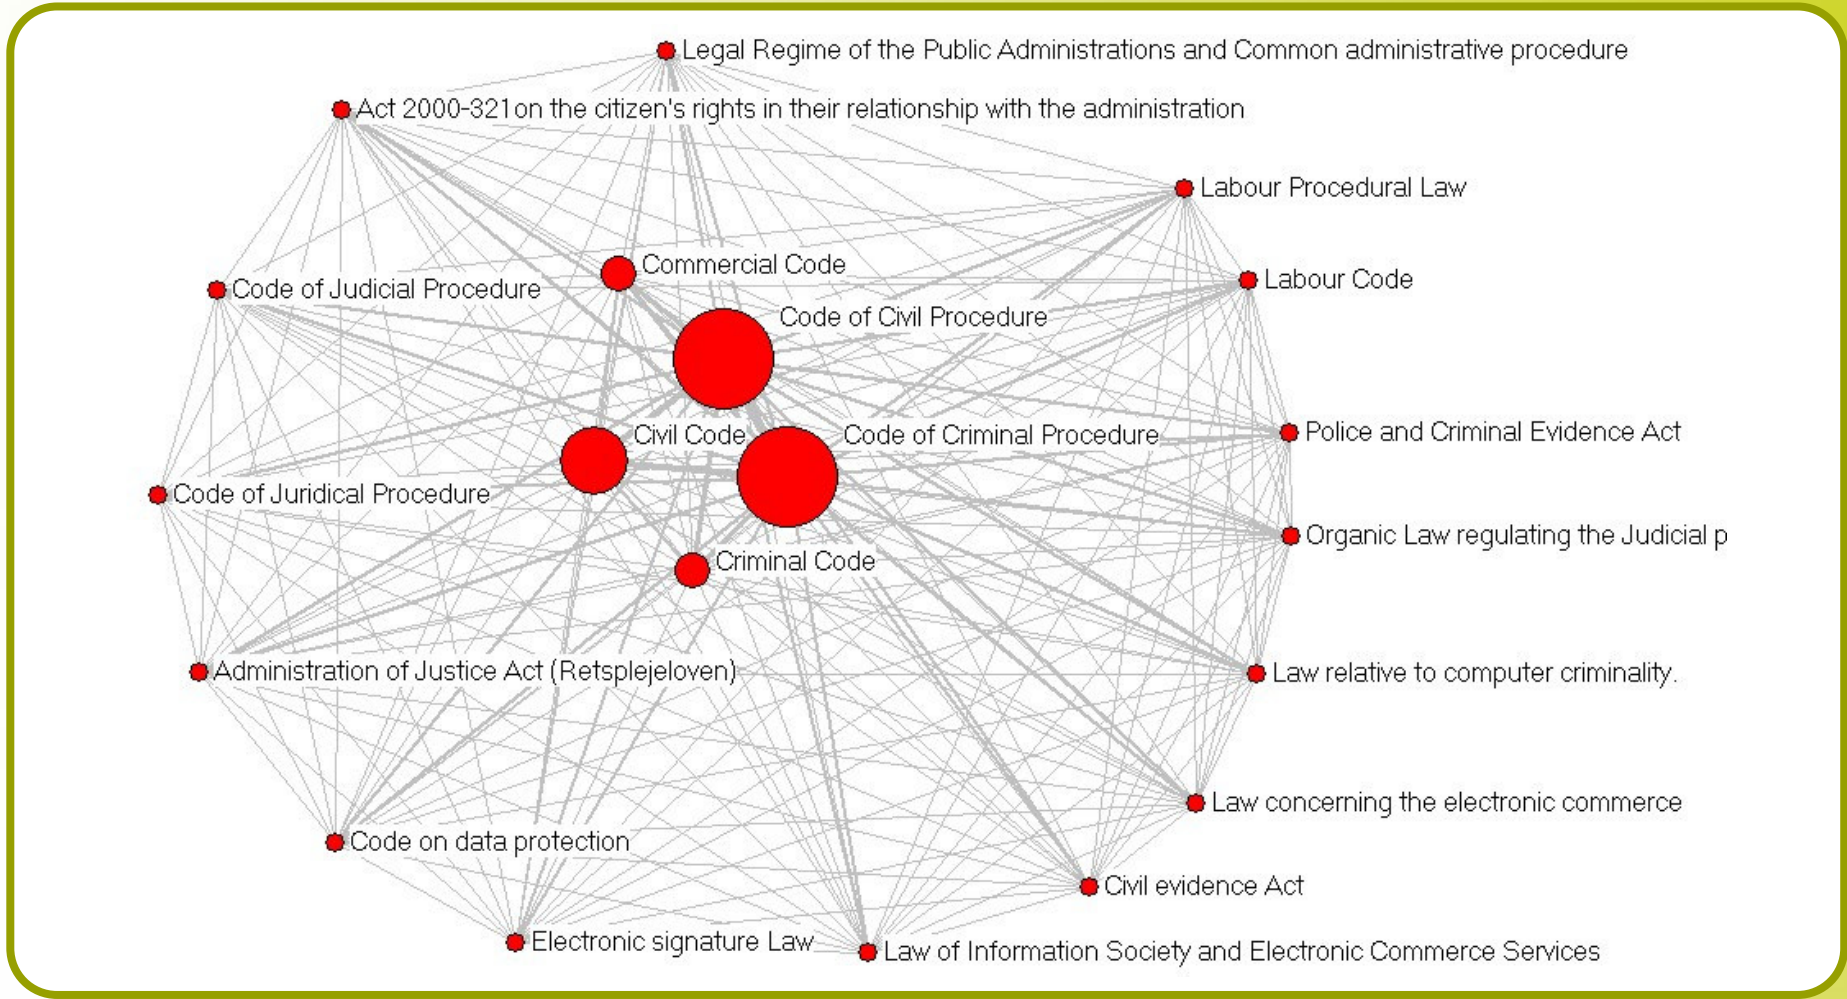 Legal Regime of the Public Administrations and Common administrative procedure
Act 2000-321on the citizen's rights in their relationship with the administration
Labour Procedural Law
Commercial Code
Labour Code
Code of Judicial Procedure
Code of Civil Procedure
Police and Criminal Evidence Act
Civil Code
Code of Criminal Procedure
Code of Juridical Procedure
Organic Law regulating the Judicial p
Criminal Code
Administration of Justice Act (Retsplejeloven)
Law relative to computer criminality.
Law concerning the electronic commerce
Code on data protection
Civil evidence Act
Electronic signature Law
Law of Information Society and Electronic Commerce Services